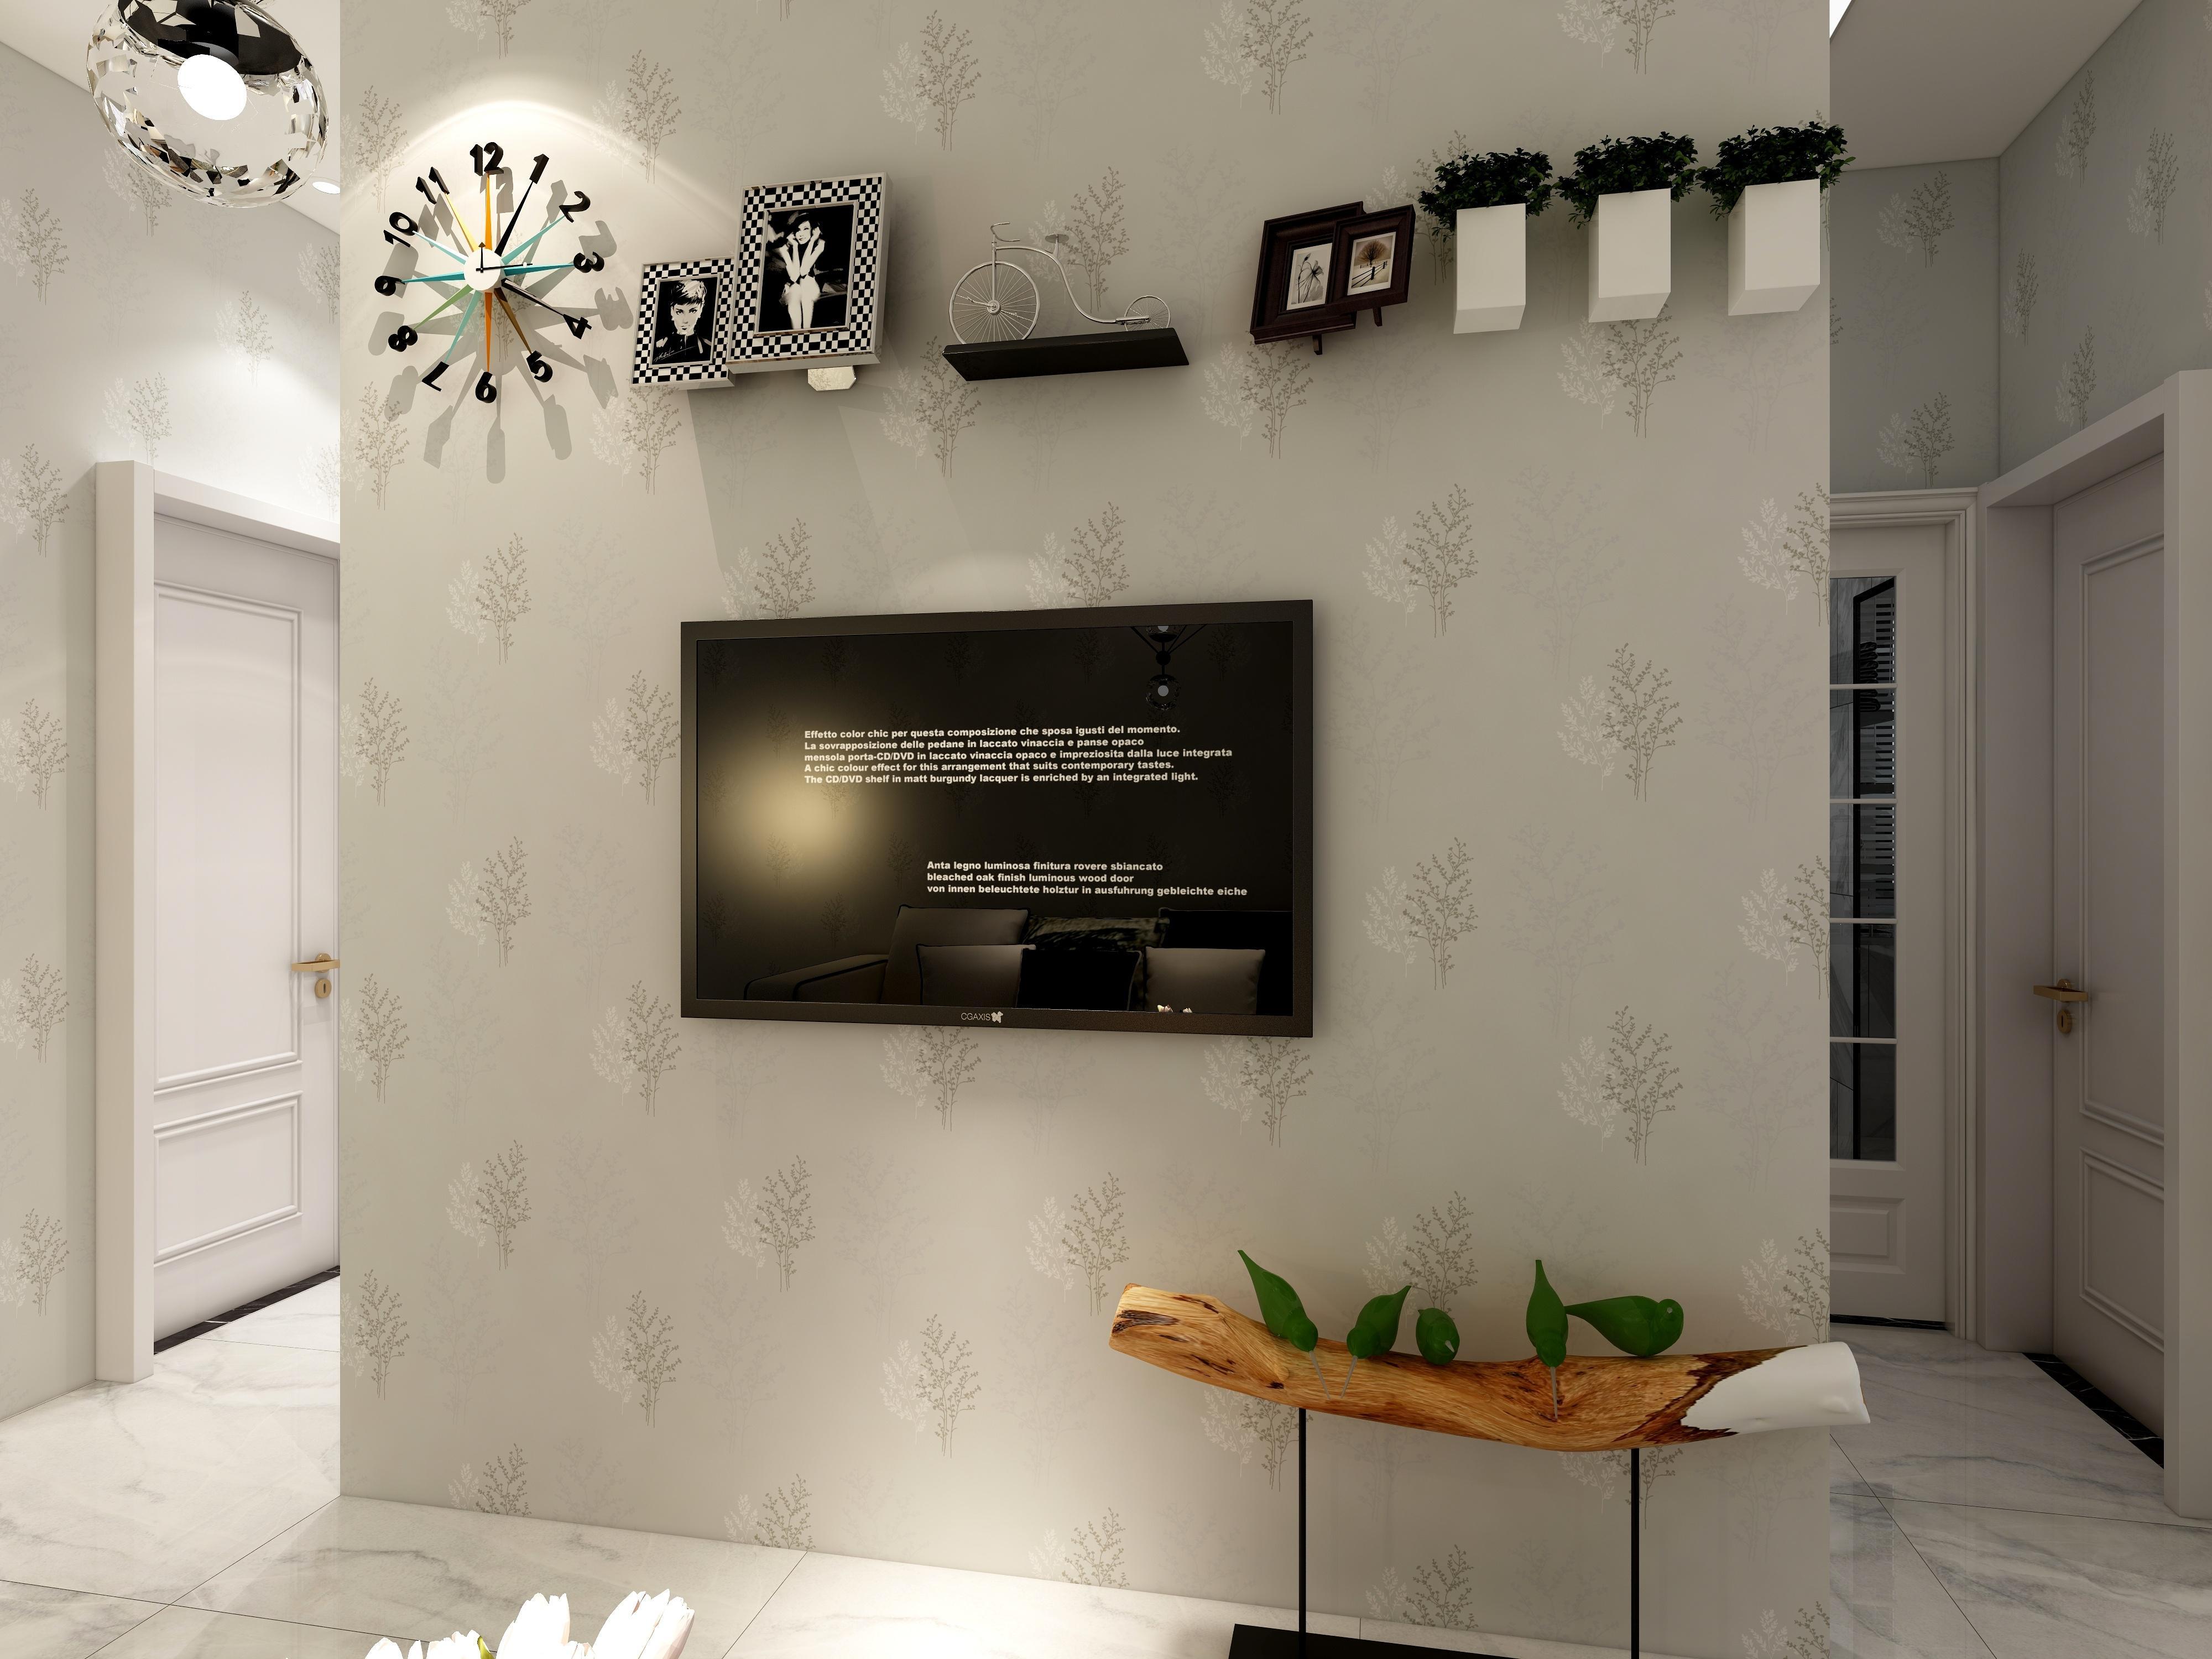 12
1
2
3
4
5
6
7
8
9
10
11
Effetto color chic per questa composizione che sposa igusti del momento.
La sovrapposizione delle pedane in laccato vinaccia e panse opaco
mensola porta-CD/DVD in laccato vinaccia opaco e impreziosita dalla luce integrata
A chic colour effect for this arrangement that suits contemporary tastes.
The CD/DVD shelf in matt burgundy lacquer is enriched by an integrated light.
Anta legno luminosa finitura rovere sbiancato
bleached oak finish luminous wood door
von innen beleuchtete holztur in ausfuhrung gebleichte eiche
CGAXIS